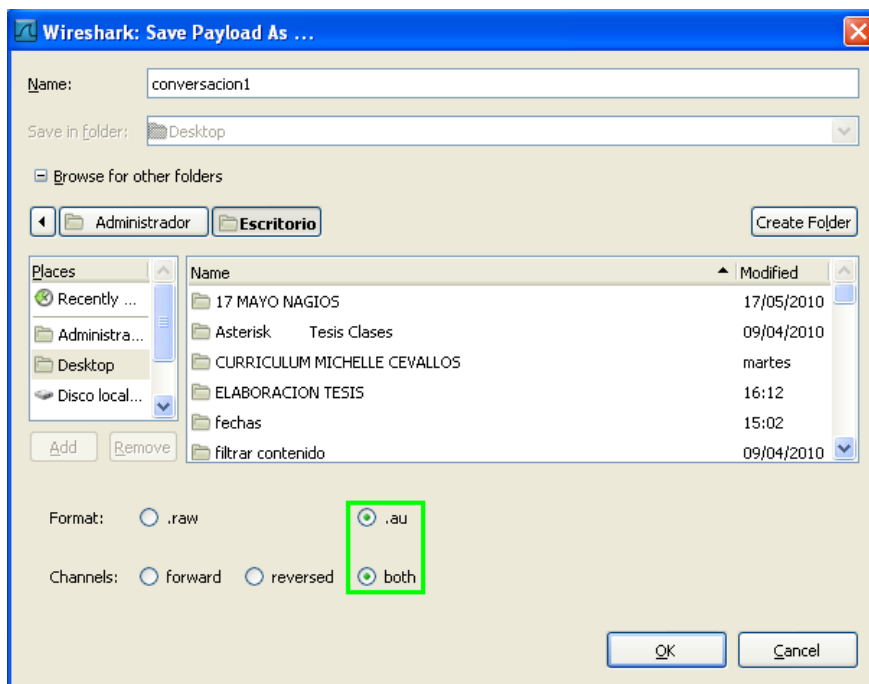 Wireshark: Save Payload As ...
Name: conversacion1
Save in folder: Desktop
Browse for other folders
Administrador Escritorio Create Folder
Places Name Modified
Recently ... 17 MAYO NAGIOS 17/05/2010
Administra... Asterisk Tesis Clases 09/04/2010
Desktop CURRICULUM MICHELLE CEVALLOS martes
Disco local... ELABORACION TESIS 16:12
fechas 15:02
Add Remove filtrar contenido 09/04/2010
Format: .raw .au
Channels: forward reversed both
OK Cancel